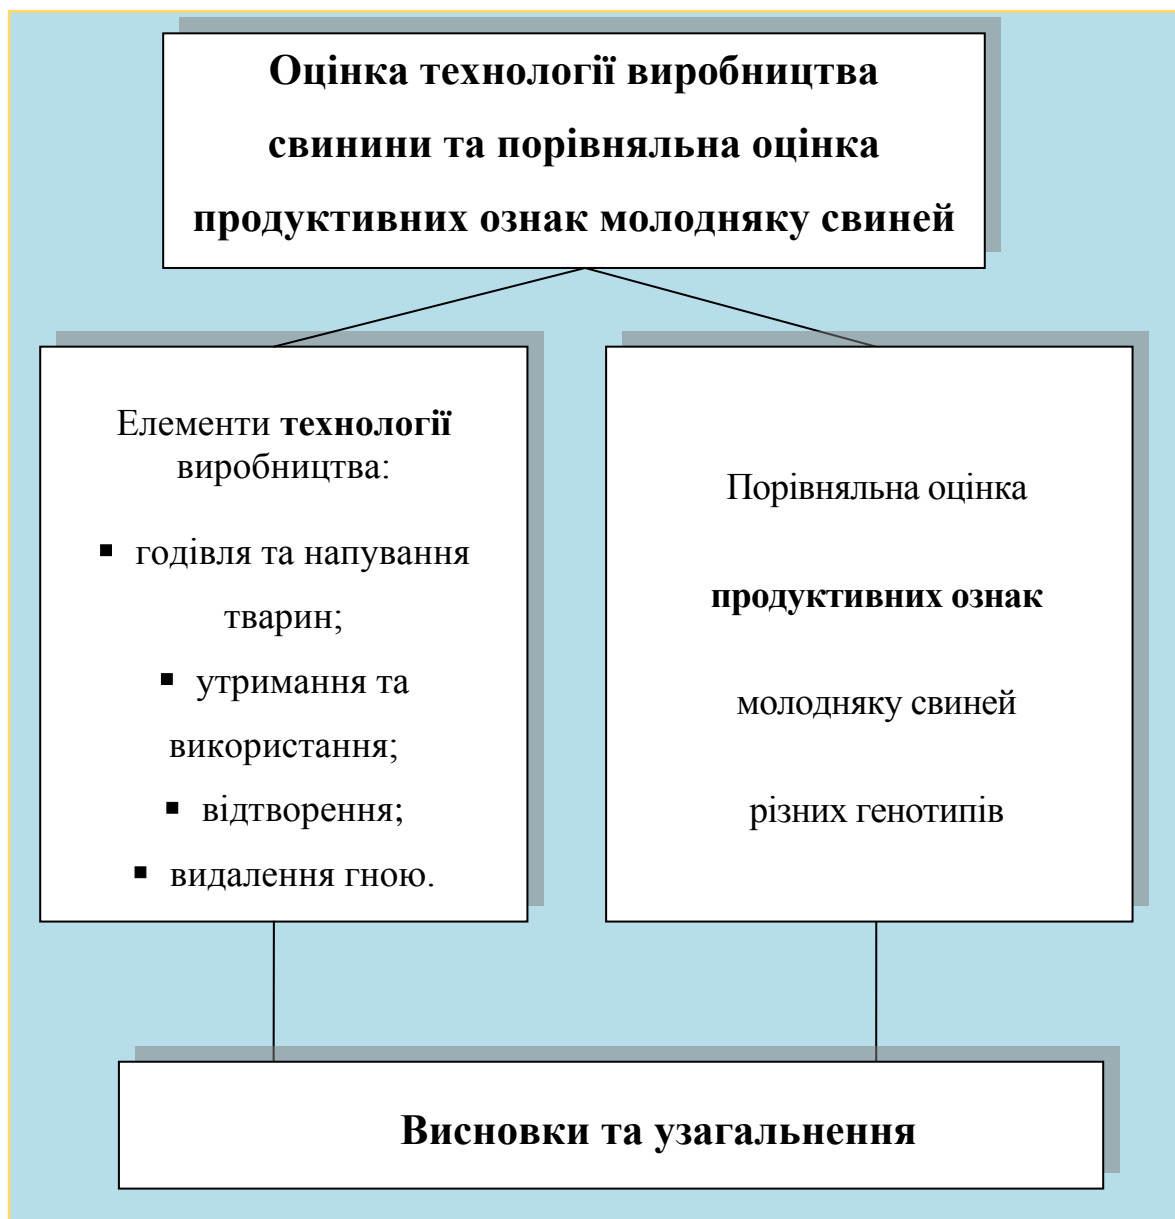 Оцінка технології виробництва
свинини та порівняльна оцінка
продуктивних ознак молодняку свиней
Елементи технології
виробництва:
▪ годівля та напування
тварин;
▪ утримання та
використання;
▪ відтворення;
▪ видалення гною.
Порівняльна оцінка
продуктивних ознак
молодняку свиней
різних генотипів
Висновки та узагальнення